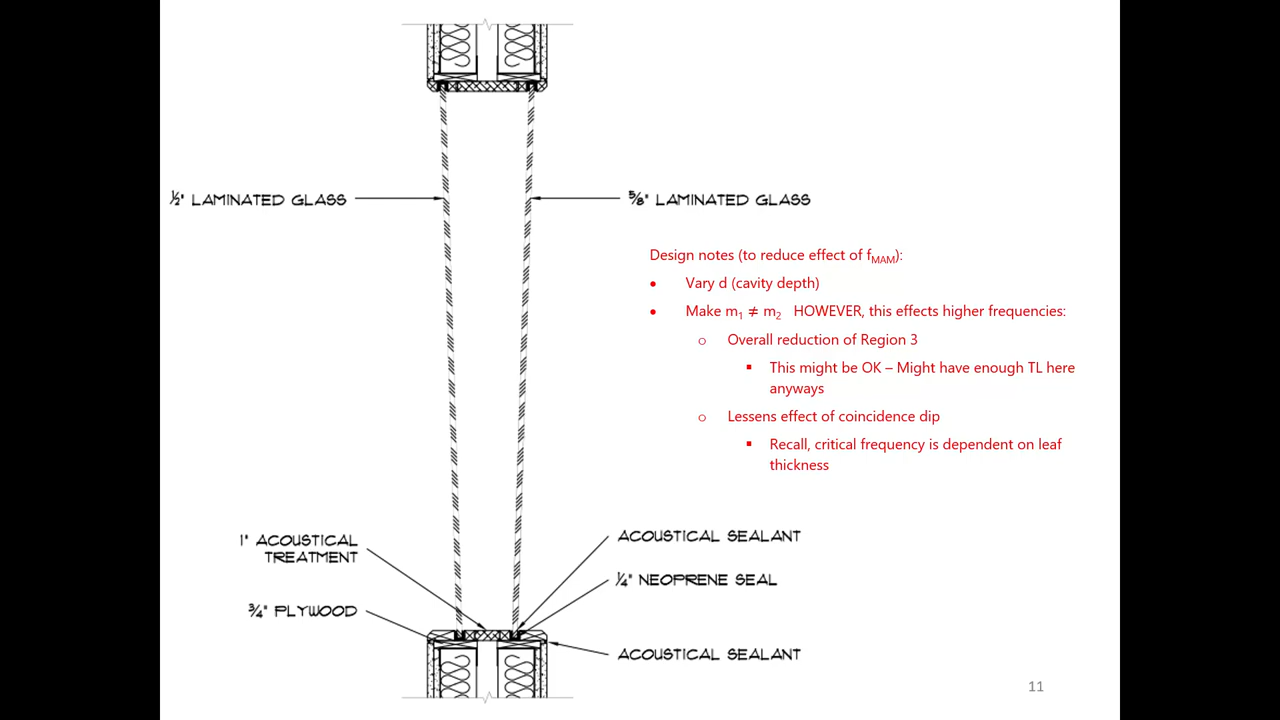 ½" LAMINATED GLASS
⅝" LAMINATED GLASS
Design notes (to reduce effect of fMAM):
• Vary d (cavity depth)
• Make m1 ≠ m2 HOWEVER, this effects higher frequencies:
o Overall reduction of Region 3
▪ This might be OK – Might have enough TL here
anyways
o Lessens effect of coincidence dip
▪ Recall, critical frequency is dependent on leaf
thickness
1" ACOUSTICAL
TREATMENT
¾" PLYWOOD
ACOUSTICAL SEALANT
¼" NEOPRENE SEAL
ACOUSTICAL SEALANT
11